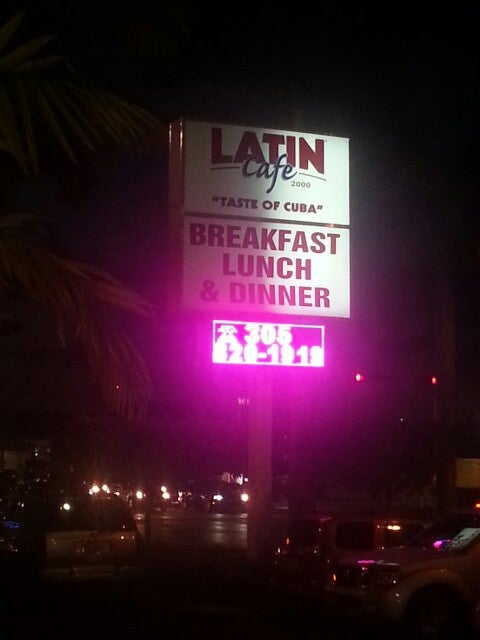 LATIN
Cafe
2000
"TASTE OF CUBA"
BREAKFAST
LUNCH
& DINNER
305